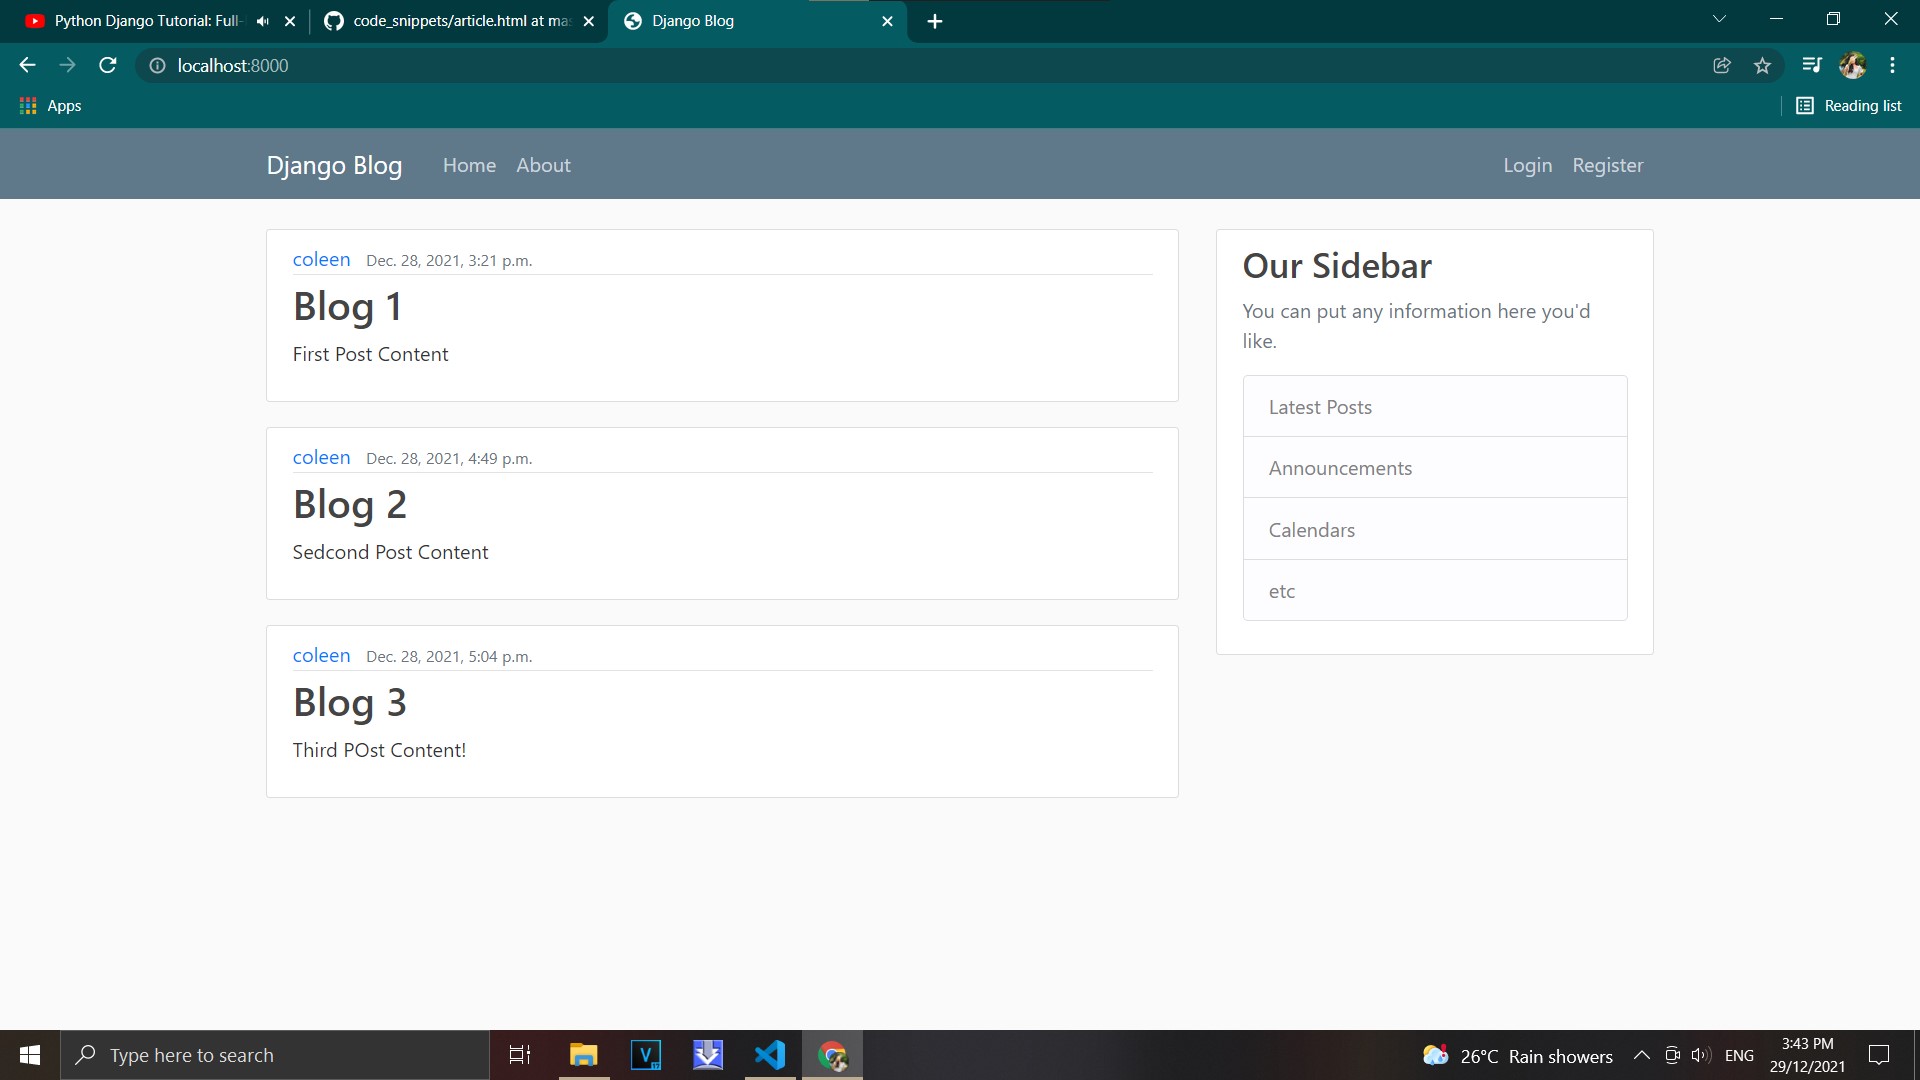 Python Django Tutorial: Full-
code_snippets/article.html at mas
Django Blog
localhost:8000
Apps
Reading list
Django Blog
Home
About
Login
Register
coleen Dec. 28, 2021, 3:21 p.m.
Blog 1
First Post Content
coleen Dec. 28, 2021, 4:49 p.m.
Blog 2
Sedcond Post Content
coleen Dec. 28, 2021, 5:04 p.m.
Blog 3
Third POst Content!
Our Sidebar
You can put any information here you'd
like.
Latest Posts
Announcements
Calendars
etc
Type here to search
26°C Rain showers
ENG
3:43 PM
29/12/2021